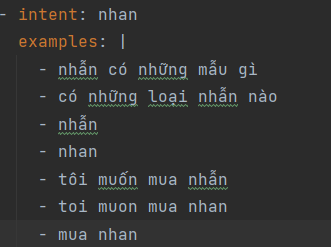 - intent: nhan
examples: |
- nhẫn có những mẫu gì
- có những loại nhẫn nào
- nhẫn
- nhan
- tôi muốn mua nhẫn
- toi muon mua nhan
- mua nhan